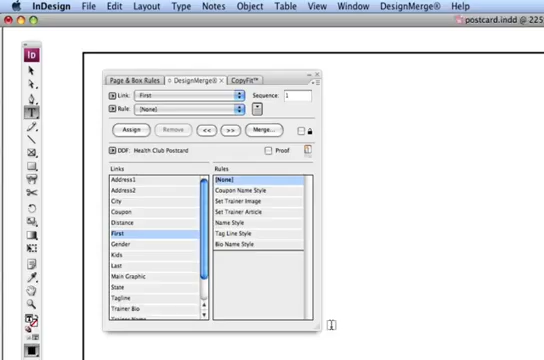 InDesign File Edit Layout Type Notes Object Table View Window DesignMerge® Help
postcard.indd @ 225
Page & Box Rules DesignMerge® × CopyFit™
Link: First Sequence: 1
Rule: [None]
Assign Remove << >> Merge...
DDF: Health Club Postcard Proof
Links Rules
Address1 [None]
Address2 Coupon Name Style
City Set Trainer Image
Coupon Set Trainer Article
Distance Name Style
First Tag Line Style
Gender Bio Name Style
Kids
Last
Main Graphic
State
Tagline
Trainer Bio
Trainer Name